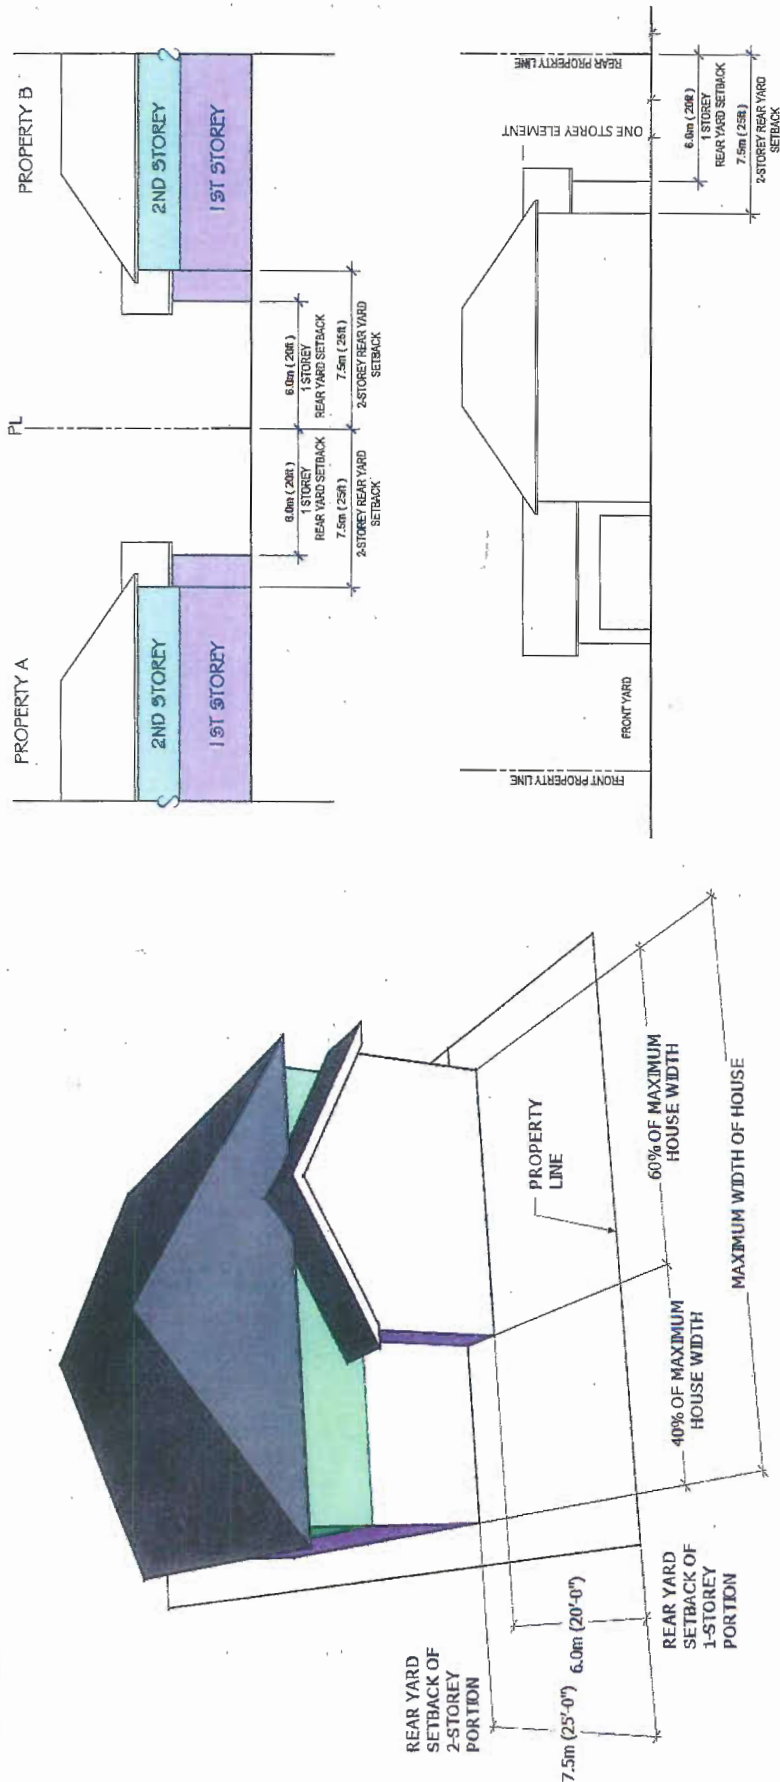 PROPERTY A
PL
PROPERTY B
2ND STOREY
1ST STOREY
2ND STOREY
1ST STOREY
6.0m ( 20ft )
1 STOREY
REAR YARD SETBACK
7.5m ( 25ft )
2-STOREY REAR YARD
SETBACK
6.0m ( 20ft )
1 STOREY
REAR YARD SETBACK
7.5m ( 25ft )
2-STOREY REAR YARD
SETBACK
FRONT PROPERTY LINE
FRONT YARD
ONE STOREY ELEMENT
REAR PROPERTY LINE
6.0m ( 20ft )
1 STOREY
REAR YARD SETBACK
7.5m ( 25ft )
2-STOREY REAR YARD
SETBACK
REAR YARD
SETBACK OF
2-STOREY
PORTION
7.5m (25'-0")
6.0m (20'-0")
REAR YARD
SETBACK OF
1-STOREY
PORTION
PROPERTY
LINE
40% OF MAXIMUM
HOUSE WIDTH
60% OF MAXIMUM
HOUSE WIDTH
MAXIMUM WIDTH OF HOUSE